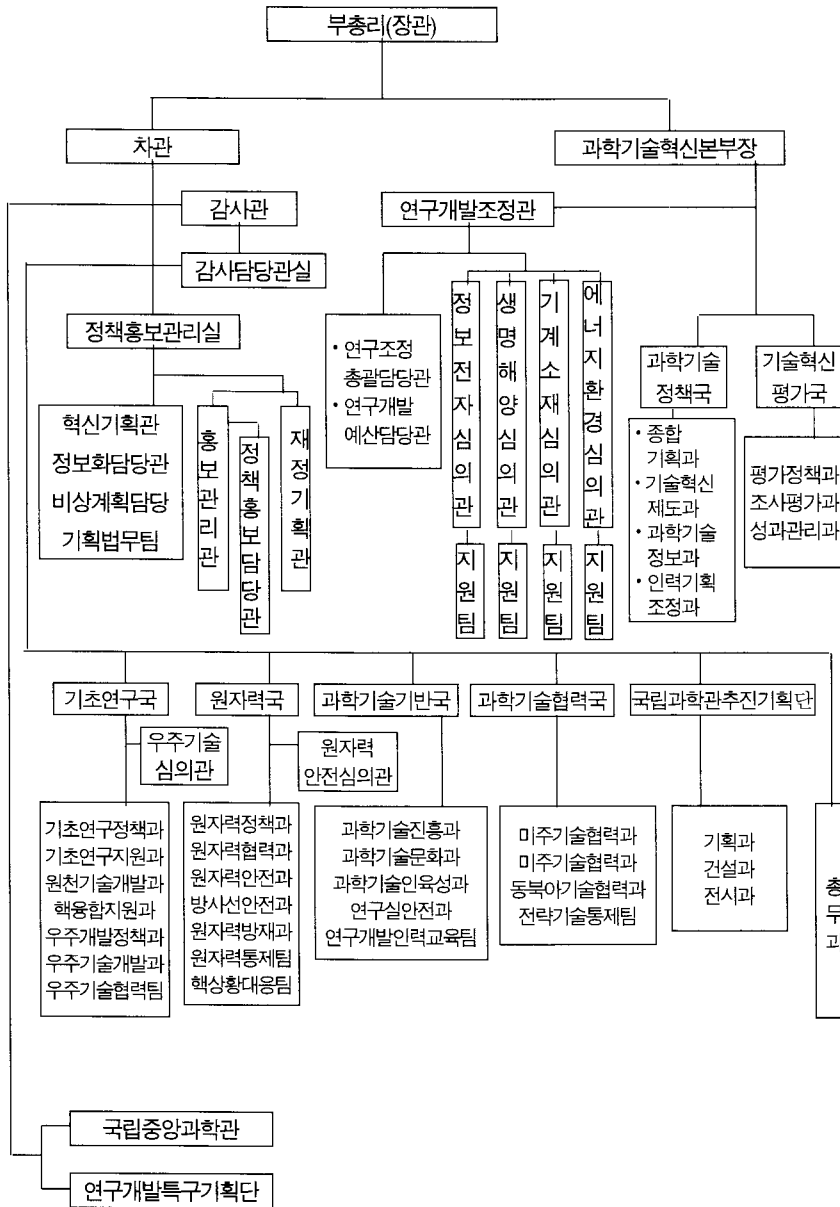 부총리(장관)
차관
과학기술혁신본부장
감사관
연구개발조정관
감사담당관실
정책홍보관리실
혁신기획관
정보화담당관
비상계획담당
기획법무팀
홍보관리관
정책홍보담당관
재정기획관
• 연구조정
총괄담당관
• 연구개발
예산담당관
정보전자심의관
지원팀
생명해양심의관
지원팀
기계소재심의관
지원팀
에너지환경심의관
지원팀
과학기술
정책국
• 종합
기획과
• 기술혁신
제도과
• 과학기술
정보과
• 인력기획
조정과
기술혁신
평가국
평가정책과
조사평가과
성과관리과
기초연구국
우주기술
심의관
기초연구정책과
기초연구지원과
원천기술개발과
핵융합지원과
우주개발정책과
우주기술개발과
우주기술협력팀
원자력국
원자력
안전심의관
원자력정책과
원자력협력과
원자력안전과
방사선안전과
원자력방재과
원자력통제팀
핵상황대응팀
과학기술기반국
과학기술진흥과
과학기술문화과
과학기술인육성과
연구실안전과
연구개발인력교육팀
과학기술협력국
미주기술협력과
미주기술협력과
동북아기술협력과
전략기술통제팀
국립과학관추진기획단
기획과
건설과
전시과
총무과
국립중앙과학관
연구개발특구기획단